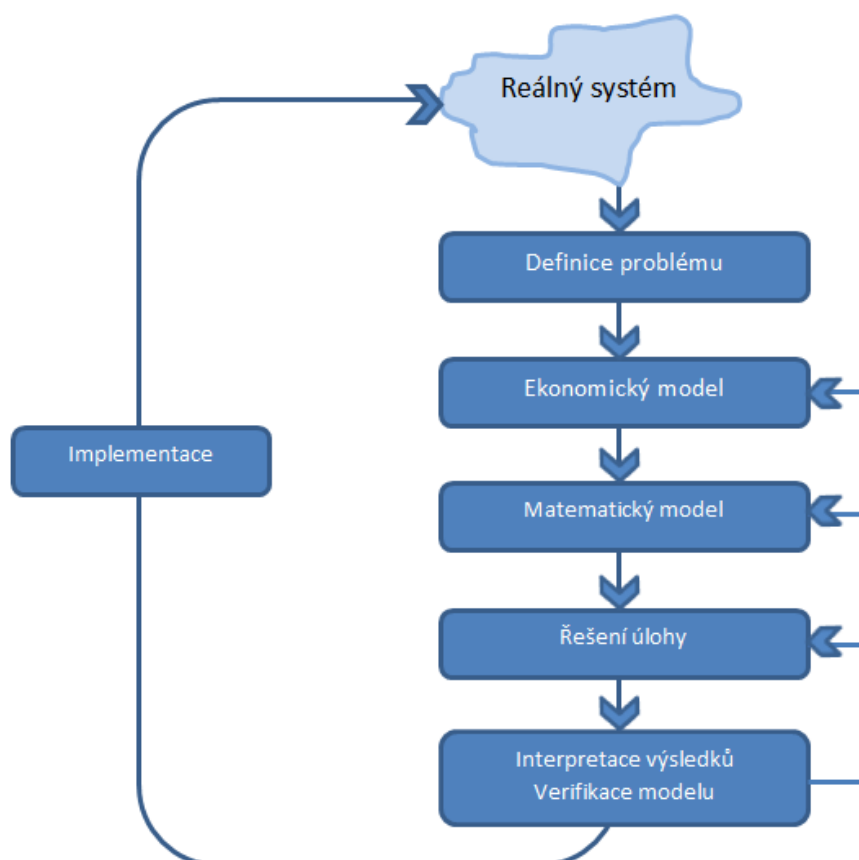 Reálný systém
Definice problému
Ekonomický model
Implementace
Matematický model
Řešení úlohy
Interpretace výsledků
Verifikace modelu